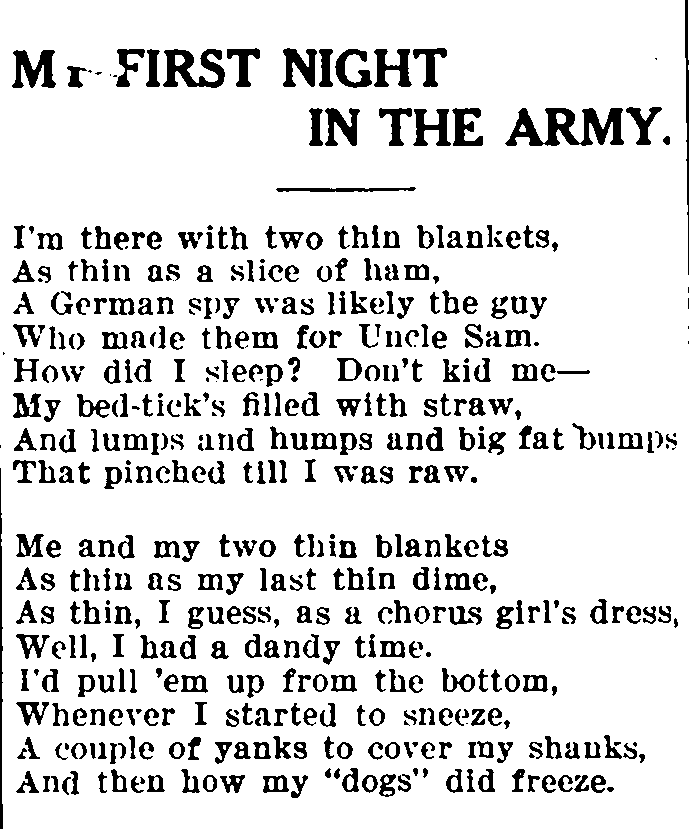 My FIRST NIGHT
IN THE ARMY.
I'm there with two thin blankets,
As thin as a slice of ham,
A German spy was likely the guy
Who made them for Uncle Sam.
How did I sleep? Don't kid me—
My bed-tick's filled with straw,
And lumps and humps and big fat bumps
That pinched till I was raw.
Me and my two thin blankets
As thin as my last thin dime,
As thin, I guess, as a chorus girl's dress,
Well, I had a dandy time.
I'd pull 'em up from the bottom,
Whenever I started to sneeze,
A couple of yanks to cover my shanks,
And then how my "dogs" did freeze.